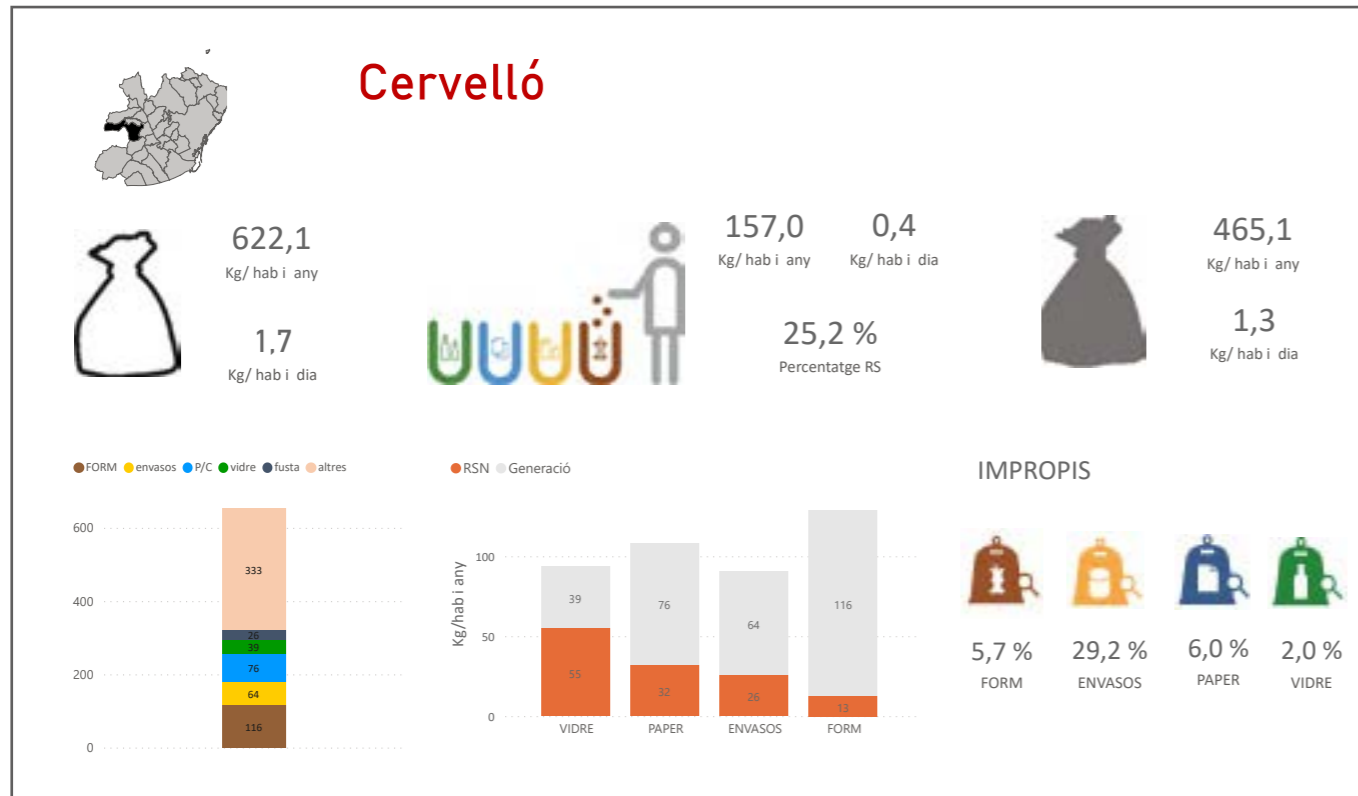 Cervelló
622,1
Kg/ hab i any
1,7
Kg/ hab i dia
157,0 0,4
Kg/ hab i any Kg/ hab i dia
25,2 %
Percentatge RS
465,1
Kg/ hab i any
1,3
Kg/ hab i dia
FORM envasos P/C vidre fusta altres
600
400
200
0
333
26
39
76
64
116
RSN Generació
Kg/hab i any
100
50
0
39 76 64 116
55 32 26 13
VIDRE PAPER ENVASOS FORM
IMPROPIS
5,7 % 29,2 % 6,0 % 2,0 %
FORM ENVASOS PAPER VIDRE